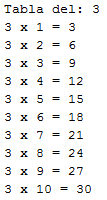 Tabla del: 3
3 x 1 = 3
3 x 2 = 6
3 x 3 = 9
3 x 4 = 12
3 x 5 = 15
3 x 6 = 18
3 x 7 = 21
3 x 8 = 24
3 x 9 = 27
3 x 10 = 30